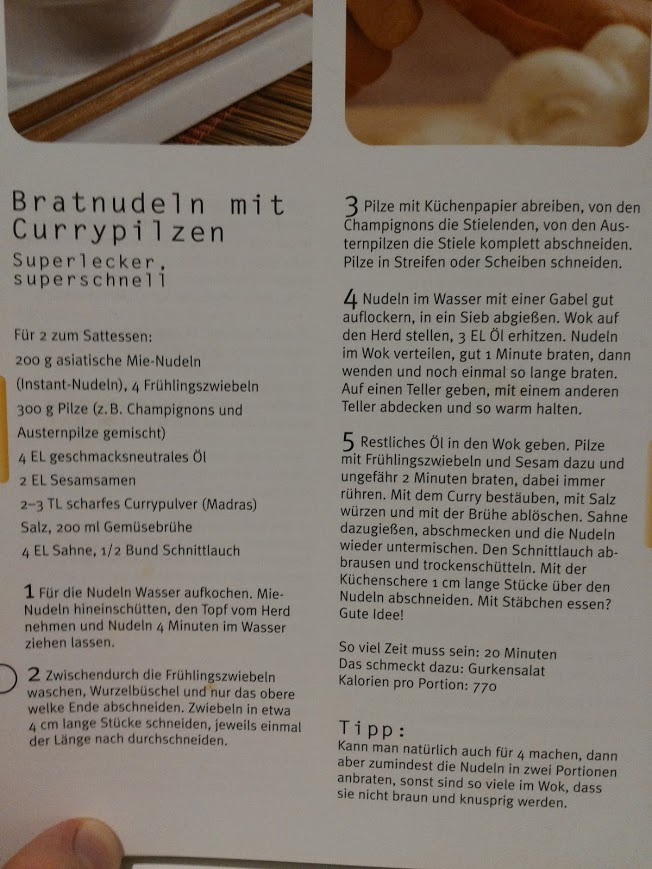 Bratnudeln mit
Currypilzen
Superlecker,
superschnell
Für 2 zum Sattessen:
200 g asiatische Mie-Nudeln
(Instant-Nudeln), 4 Frühlingszwiebeln
300 g Pilze (z. B. Champignons und
Austernpilze gemischt)
4 EL geschmacksneutrales Öl
2 EL Sesamsamen
2–3 TL scharfes Currypulver (Madras)
Salz, 200 ml Gemüsebrühe
4 EL Sahne, 1/2 Bund Schnittlauch
1 Für die Nudeln Wasser aufkochen. Mie-
Nudeln hineinschütten, den Topf vom Herd
nehmen und Nudeln 4 Minuten im Wasser
ziehen lassen.
2 Zwischendurch die Frühlingszwiebeln
waschen, Wurzelbüschel und nur das obere
welke Ende abschneiden. Zwiebeln in etwa
4 cm lange Stücke schneiden, jeweils einmal
der Länge nach durchschneiden.
3 Pilze mit Küchenpapier abreiben, von den
Champignons die Stielenden, von den Aus-
ternpilzen die Stiele komplett abschneiden.
Pilze in Streifen oder Scheiben schneiden.
4 Nudeln im Wasser mit einer Gabel gut
auflockern, in ein Sieb abgießen. Wok auf
den Herd stellen, 3 EL Öl erhitzen. Nudeln
im Wok verteilen, gut 1 Minute braten, dann
wenden und noch einmal so lange braten.
Auf einen Teller geben, mit einem anderen
Teller abdecken und so warm halten.
5 Restliches Öl in den Wok geben. Pilze
mit Frühlingszwiebeln und Sesam dazu und
ungefähr 2 Minuten braten, dabei immer
rühren. Mit dem Curry bestäuben, mit Salz
würzen und mit der Brühe ablöschen. Sahne
dazugießen, abschmecken und die Nudeln
wieder untermischen. Den Schnittlauch ab-
brausen und trockenschütteln. Mit der
Küchenschere 1 cm lange Stücke über den
Nudeln abschneiden. Mit Stäbchen essen?
Gute Idee!
So viel Zeit muss sein: 20 Minuten
Das schmeckt dazu: Gurkensalat
Kalorien pro Portion: 770
Tipp:
Kann man natürlich auch für 4 machen, dann
aber zumindest die Nudeln in zwei Portionen
anbraten, sonst sind so viele im Wok, dass
sie nicht braun und knusprig werden.